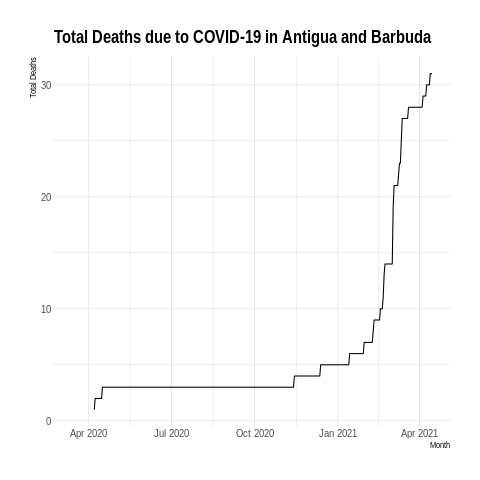 Total Deaths due to COVID-19 in Antigua and Barbuda
Total Deaths
30
20
10
0
Apr 2020 Jul 2020 Oct 2020 Jan 2021 Apr 2021
Month